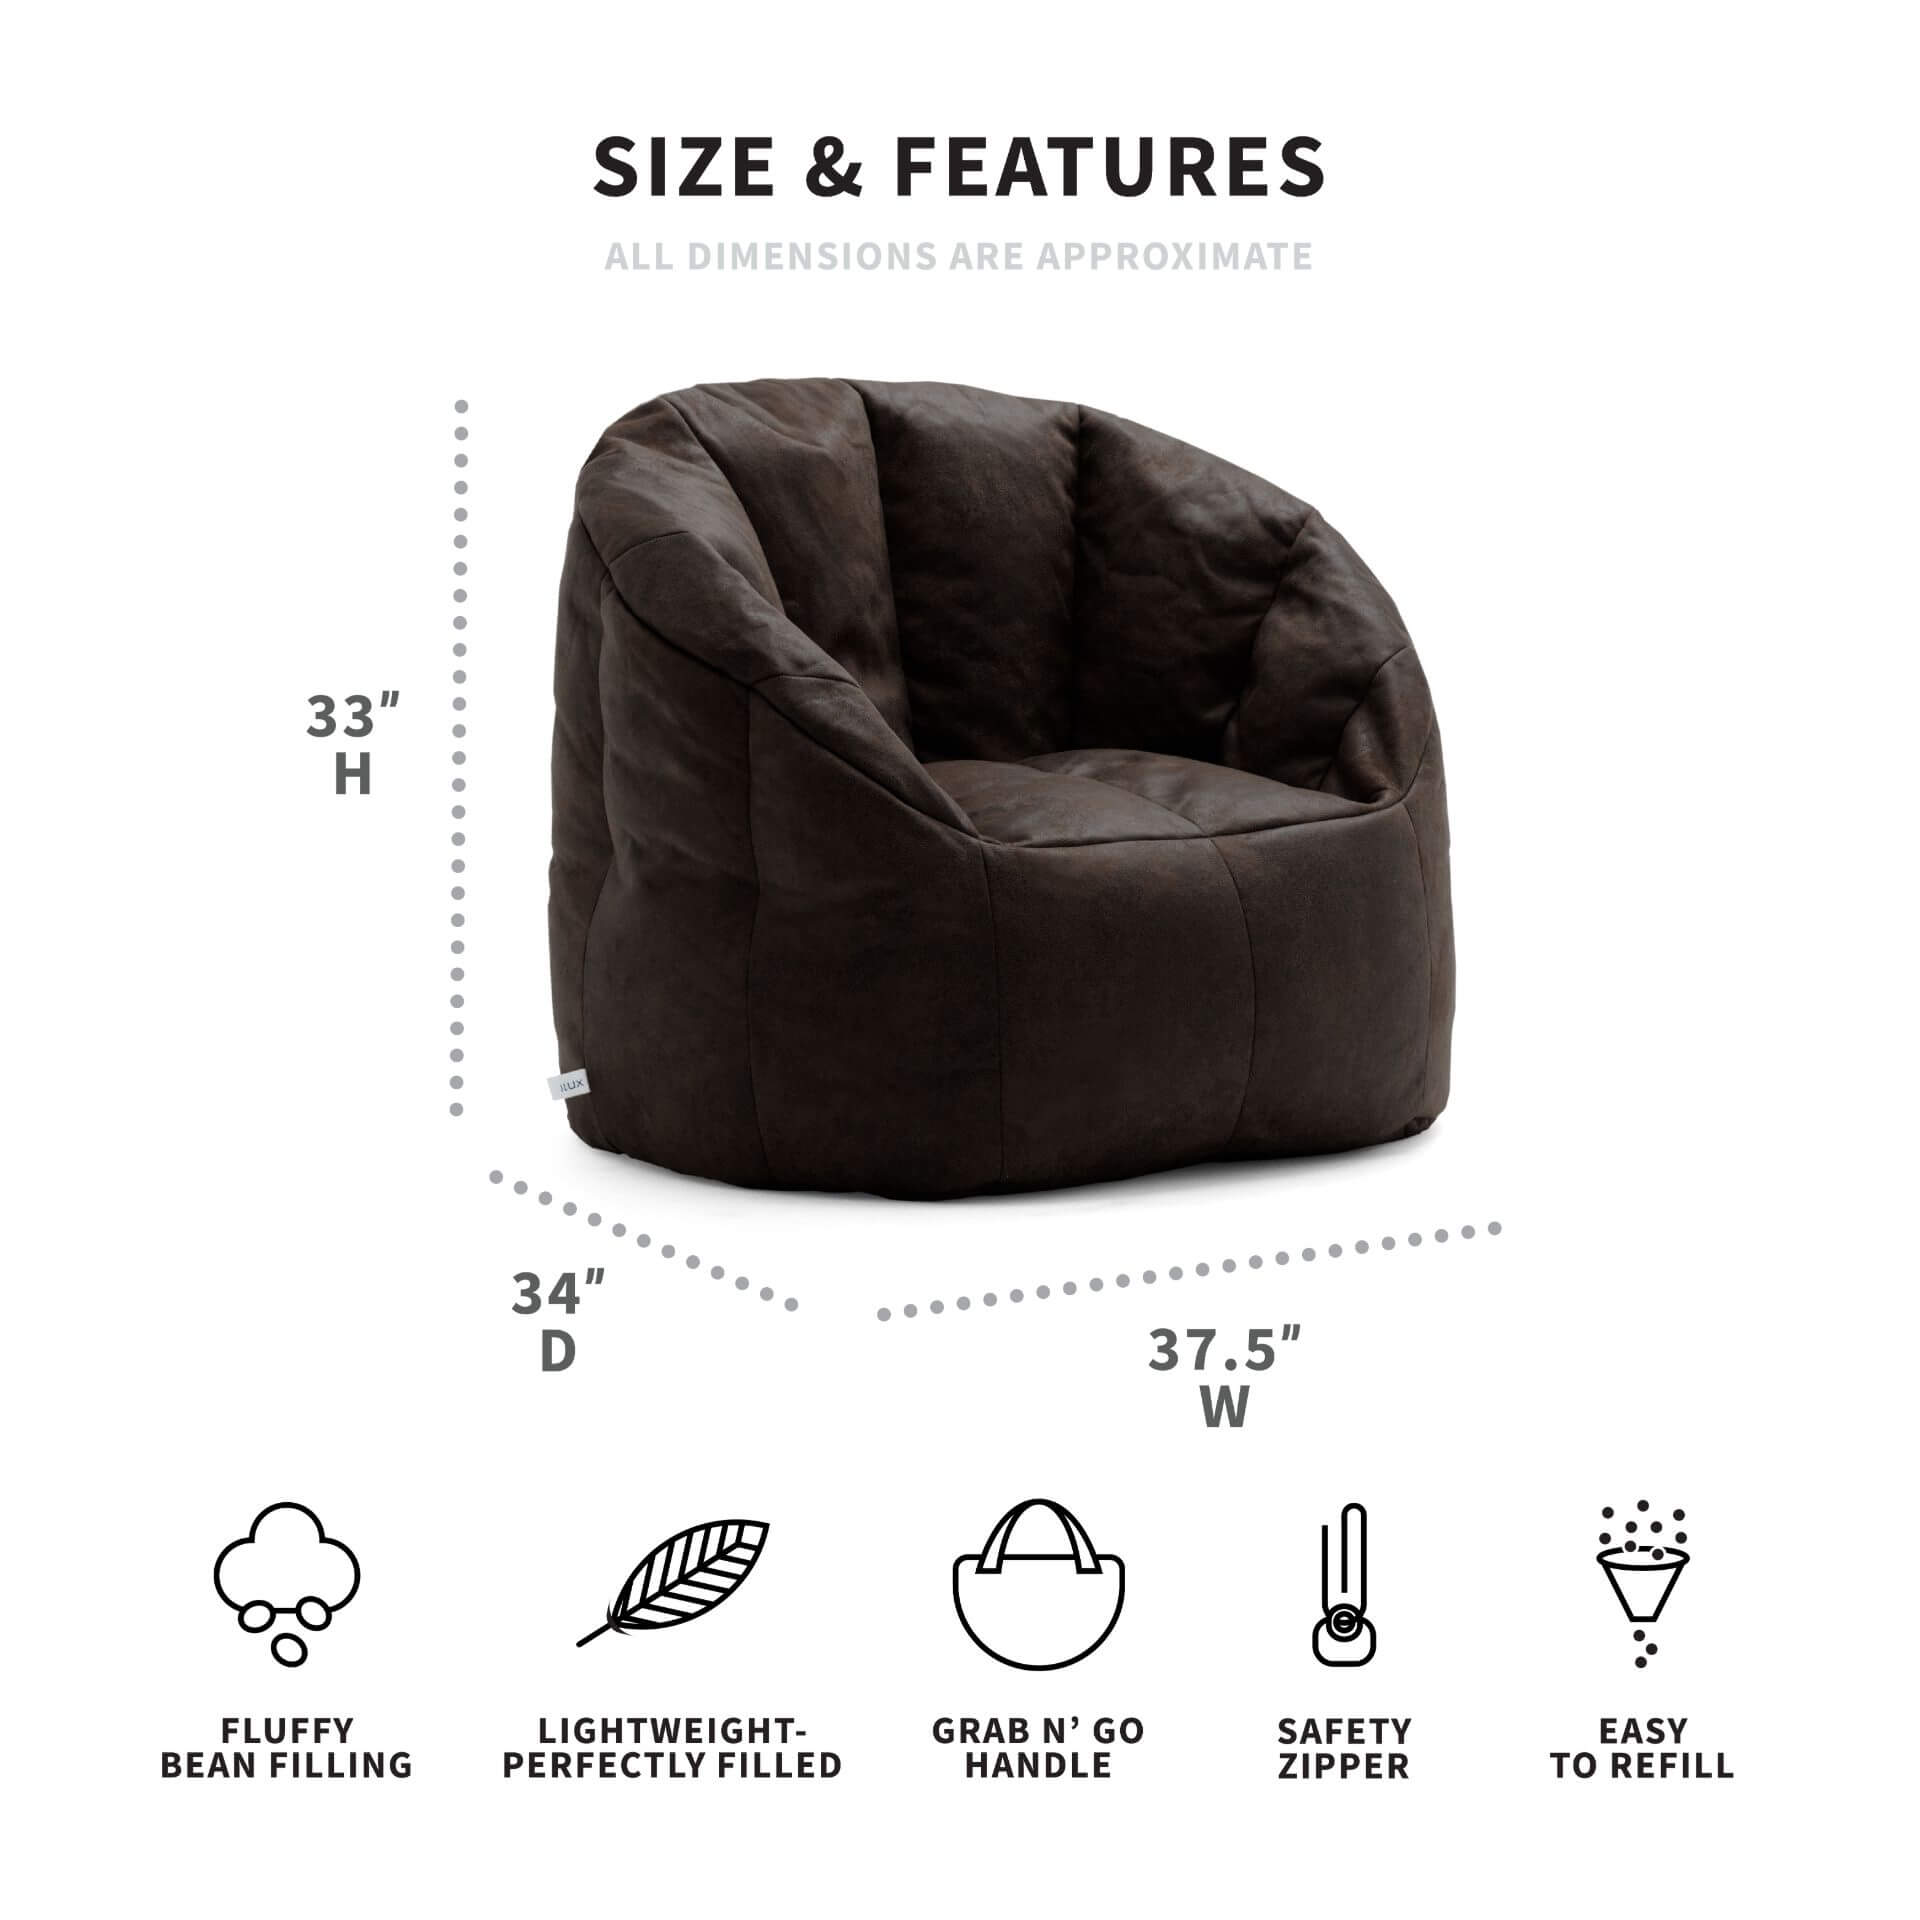 SIZE & FEATURES
ALL DIMENSIONS ARE APPROXIMATE
33"
H
34"
D
37.5"
W
FLUFFY
BEAN FILLING
LIGHTWEIGHT-
PERFECTLY FILLED
GRAB N’ GO
HANDLE
SAFETY
ZIPPER
EASY
TO REFILL